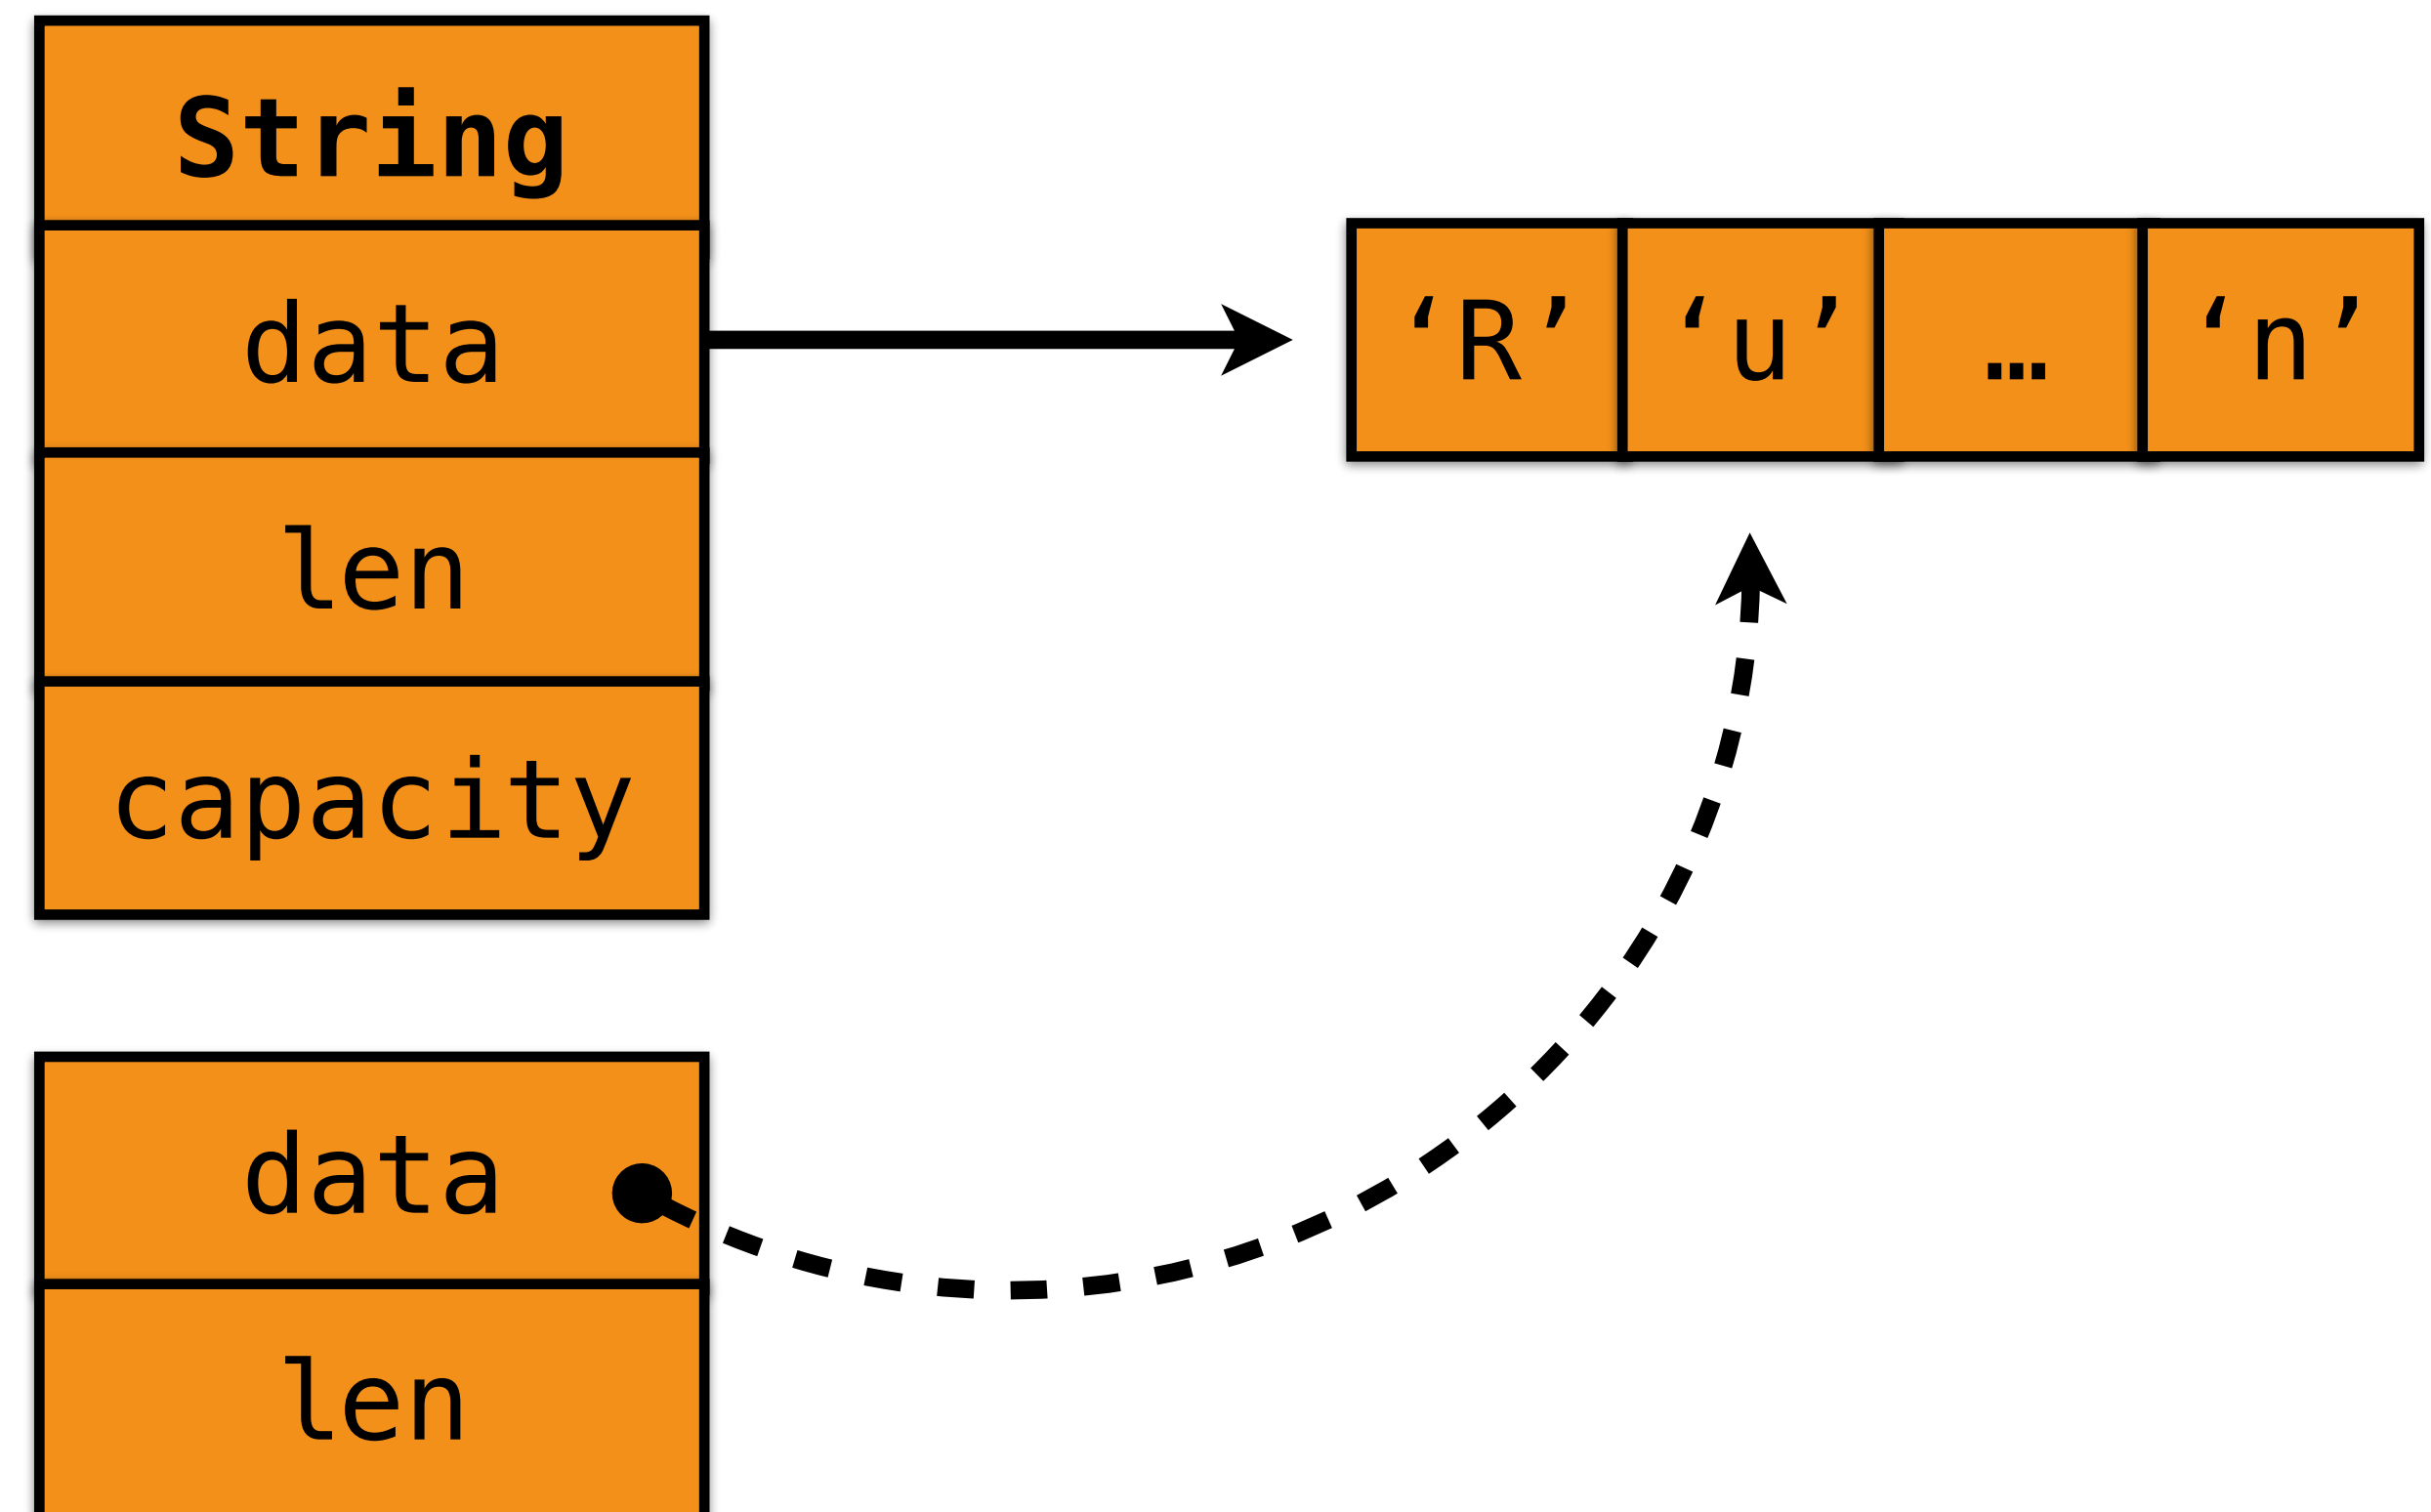 String
data
‘R’ ‘u’ … ‘n’
len
capacity
data
len